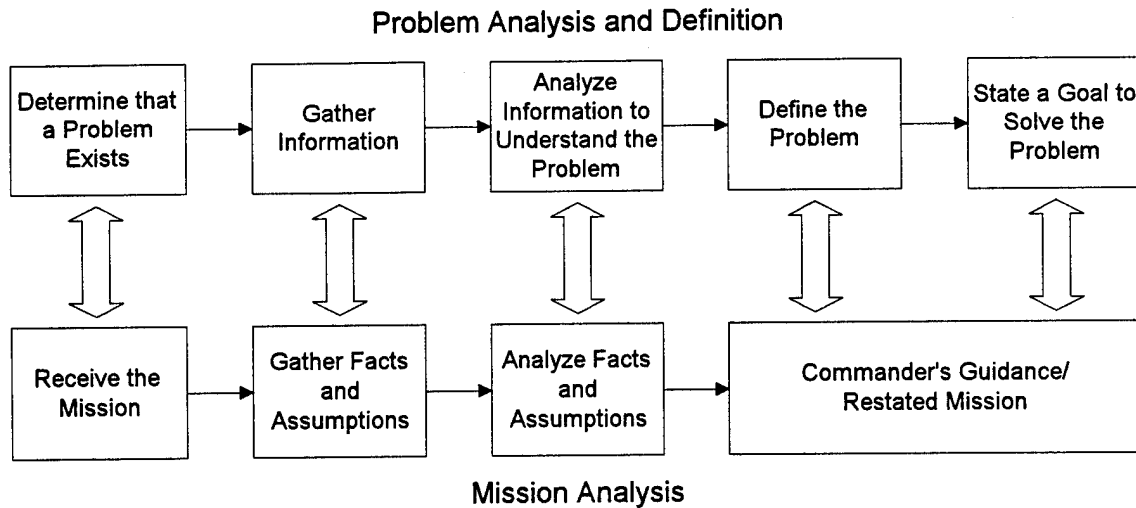 Problem Analysis and Definition
Determine that
a Problem
Exists
Gather
Information
Analyze
Information to
Understand the
Problem
Define the
Problem
State a Goal to
Solve the
Problem
Receive the
Mission
Gather Facts
and
Assumptions
Analyze Facts
and
Assumptions
Commander's Guidance/
Restated Mission
Mission Analysis